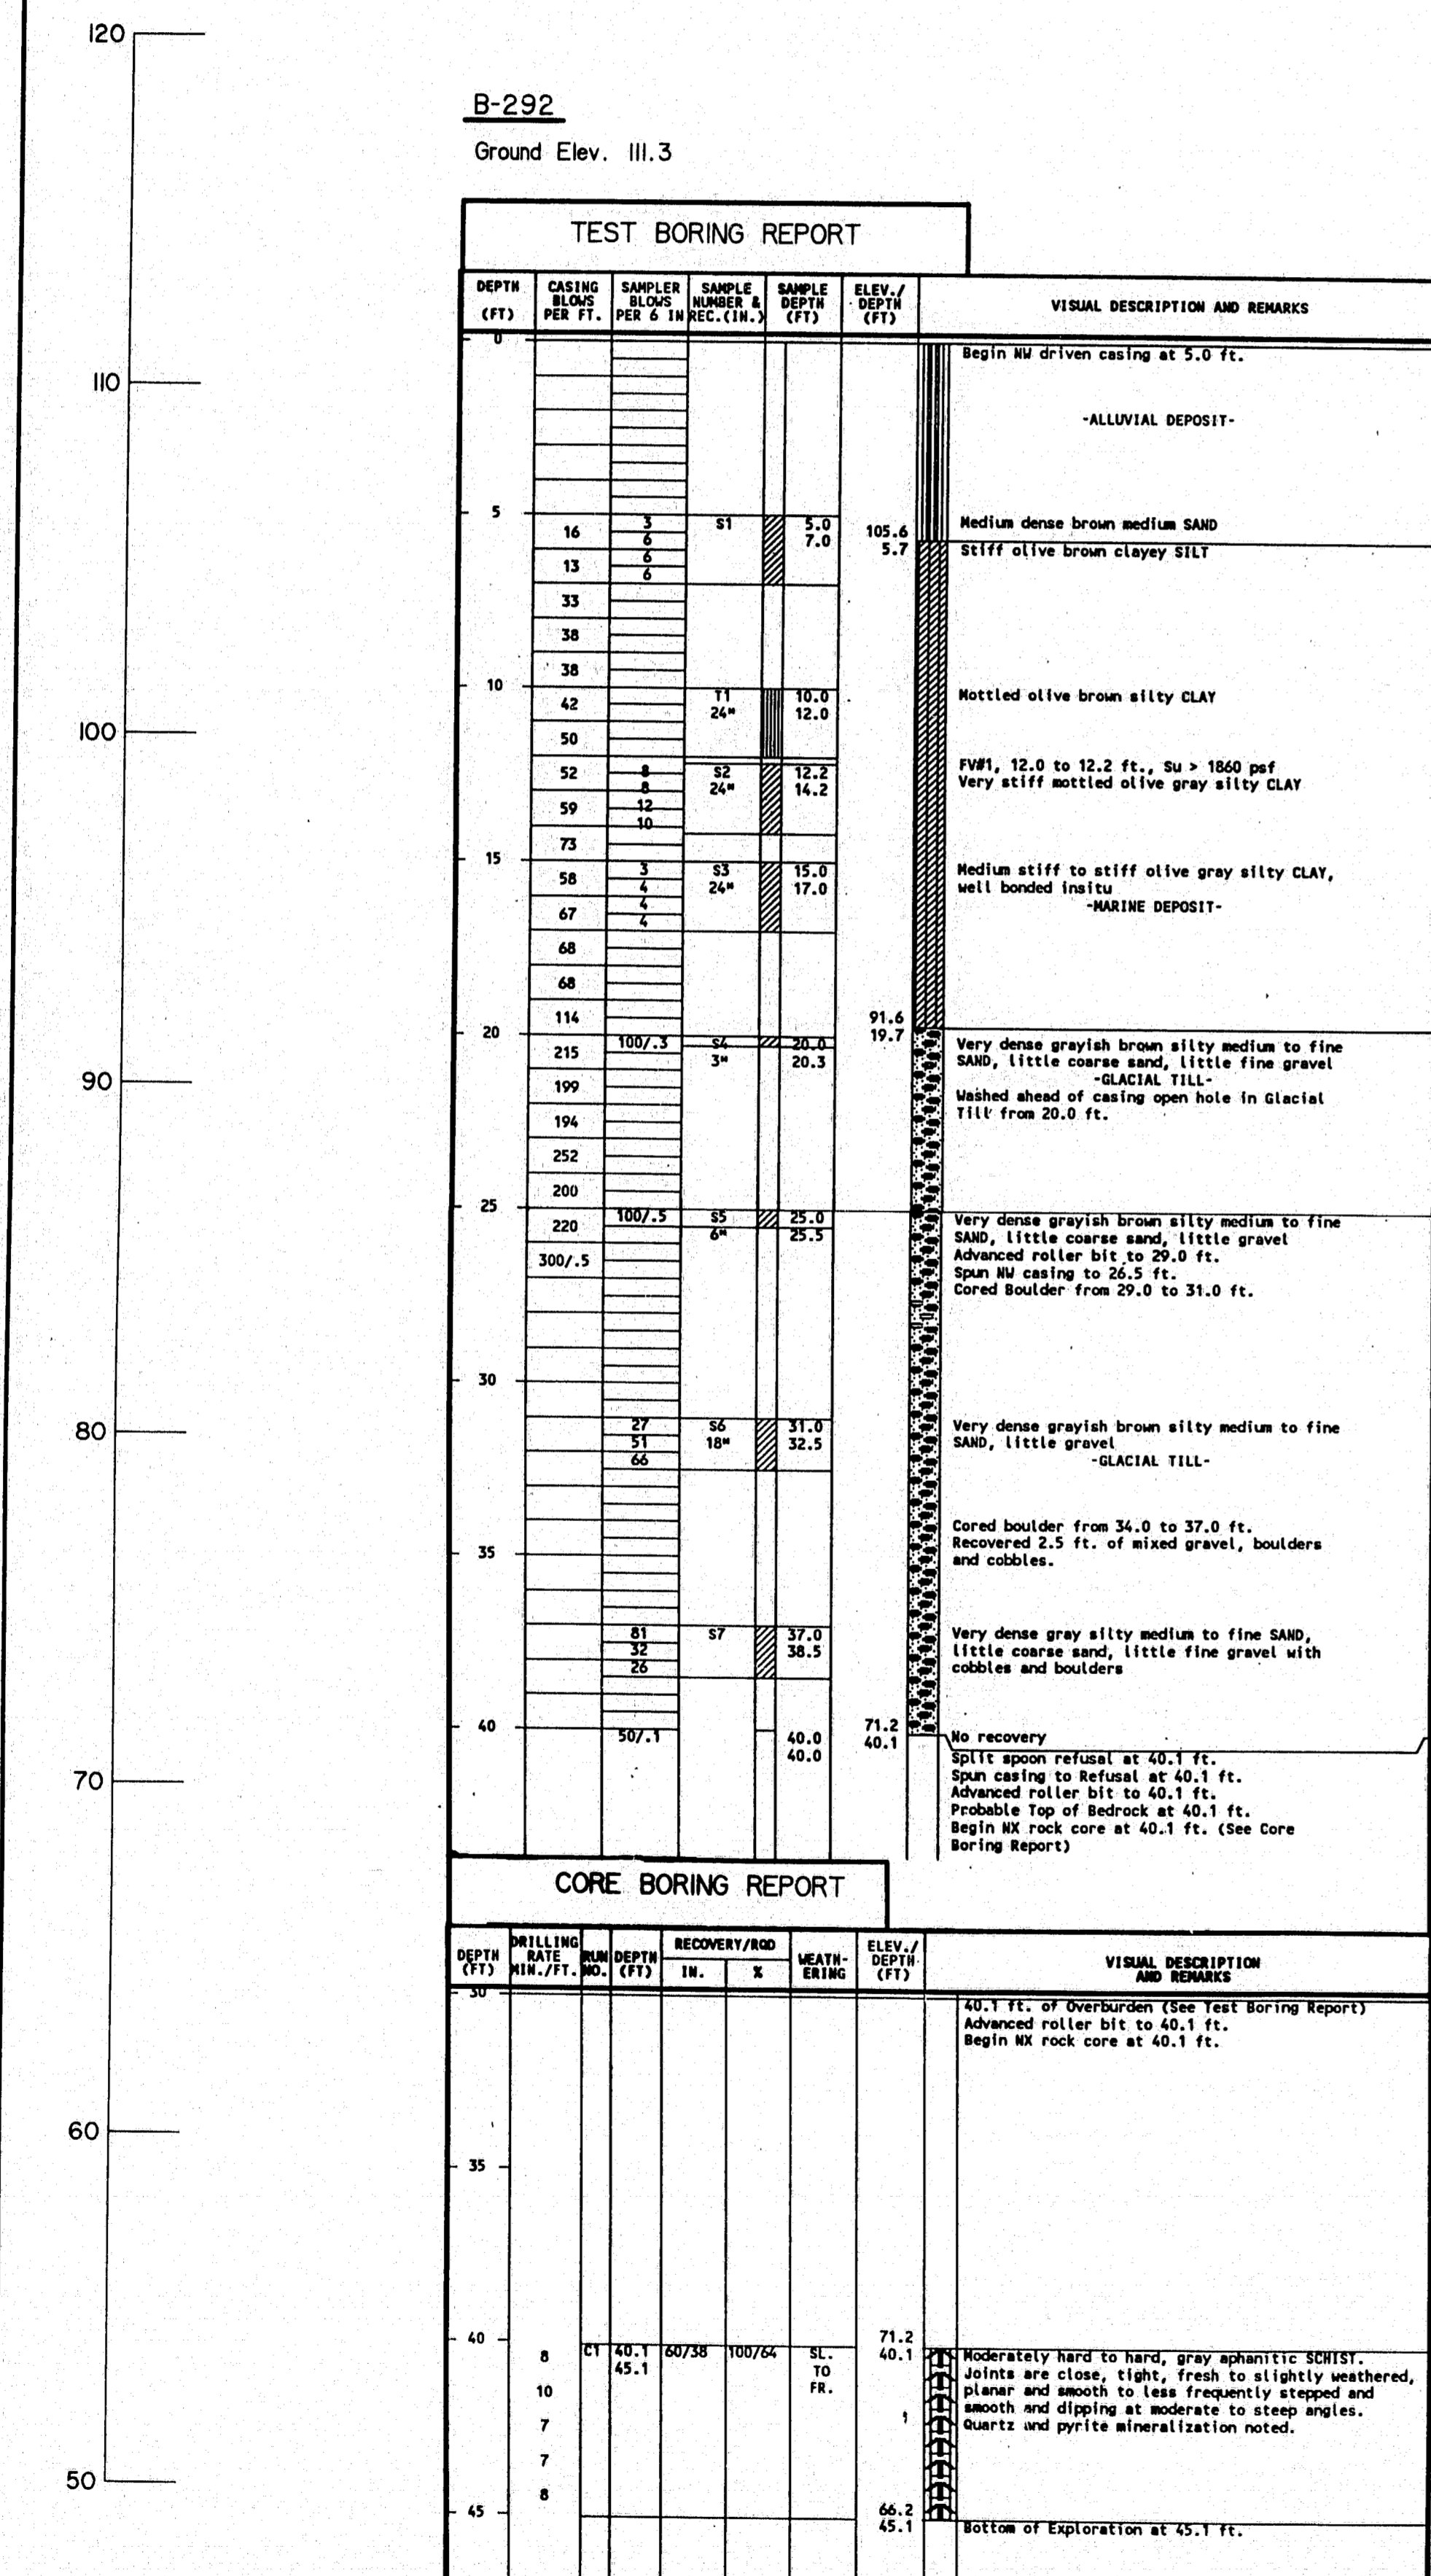 120
B-292
Ground Elev. 111.3
TEST BORING REPORT
DEPTH (FT) CASING BLOWS PER FT. SAMPLER BLOWS PER 6 IN SAMPLE NUMBER & REC.(IN.) SAMPLE DEPTH (FT) ELEV./ DEPTH (FT) VISUAL DESCRIPTION AND REMARKS
0
Begin NW driven casing at 5.0 ft.
110
-ALLUVIAL DEPOSIT-
5 3 S1 5.0 Medium dense brown medium SAND
16 6 7.0 105.6
5.7 Stiff olive brown clayey SILT
6
13 6
33
38
38
10 T1 10.0 Mottled olive brown silty CLAY
42 24" 12.0
100
50
FV#1, 12.0 to 12.2 ft., Su > 1860 psf
52 8 S2 12.2
8 24" 14.2 Very stiff mottled olive gray silty CLAY
59 12
10
73
15 3 S3 15.0 Medium stiff to stiff olive gray silty CLAY,
58 4 24" 17.0 well bonded insitu
4 -MARINE DEPOSIT-
67 4
68
68
114 91.6
20 19.7
100/.3 S4 20.0 Very dense grayish brown silty medium to fine
215 3" 20.3 SAND, little coarse sand, little fine gravel
90 -GLACIAL TILL-
199 Washed ahead of casing open hole in Glacial
Till from 20.0 ft.
194
252
200
25 100/.5 S5 25.0 Very dense grayish brown silty medium to fine
220 6" 25.5 SAND, little coarse sand, little gravel
Advanced roller bit to 29.0 ft.
300/.5 Spun NW casing to 26.5 ft.
Cored Boulder from 29.0 to 31.0 ft.
30
80 27 S6 31.0 Very dense grayish brown silty medium to fine
51 18" 32.5 SAND, little gravel
66 -GLACIAL TILL-
Cored boulder from 34.0 to 37.0 ft.
35 Recovered 2.5 ft. of mixed gravel, boulders
and cobbles.
81 S7 37.0 Very dense gray silty medium to fine SAND,
32 38.5 little coarse sand, little fine gravel with
26 cobbles and boulders
40 71.2
50/.1 40.0 40.1 No recovery
40.0 Split spoon refusal at 40.1 ft.
70 Spun casing to Refusal at 40.1 ft.
Advanced roller bit to 40.1 ft.
Probable Top of Bedrock at 40.1 ft.
Begin NX rock core at 40.1 ft. (See Core
Boring Report)
CORE BORING REPORT
DEPTH (FT) DRILLING RATE MIN./FT. RUN NO. DEPTH (FT) RECOVERY/RQD IN. % WEATH- ERING ELEV./ DEPTH (FT) VISUAL DESCRIPTION AND REMARKS
30
40.1 ft. of Overburden (See Test Boring Report)
Advanced roller bit to 40.1 ft.
Begin NX rock core at 40.1 ft.
60
35
40 71.2
8 C1 40.1 60/38 100/64 SL. 40.1 Moderately hard to hard, gray aphanitic SCHIST.
45.1 TO Joints are close, tight, fresh to slightly weathered,
10 FR. planar and smooth to less frequently stepped and
smooth and dipping at moderate to steep angles.
7 Quartz and pyrite mineralization noted.
7
50
8
45 66.2
45.1 Bottom of Exploration at 45.1 ft.